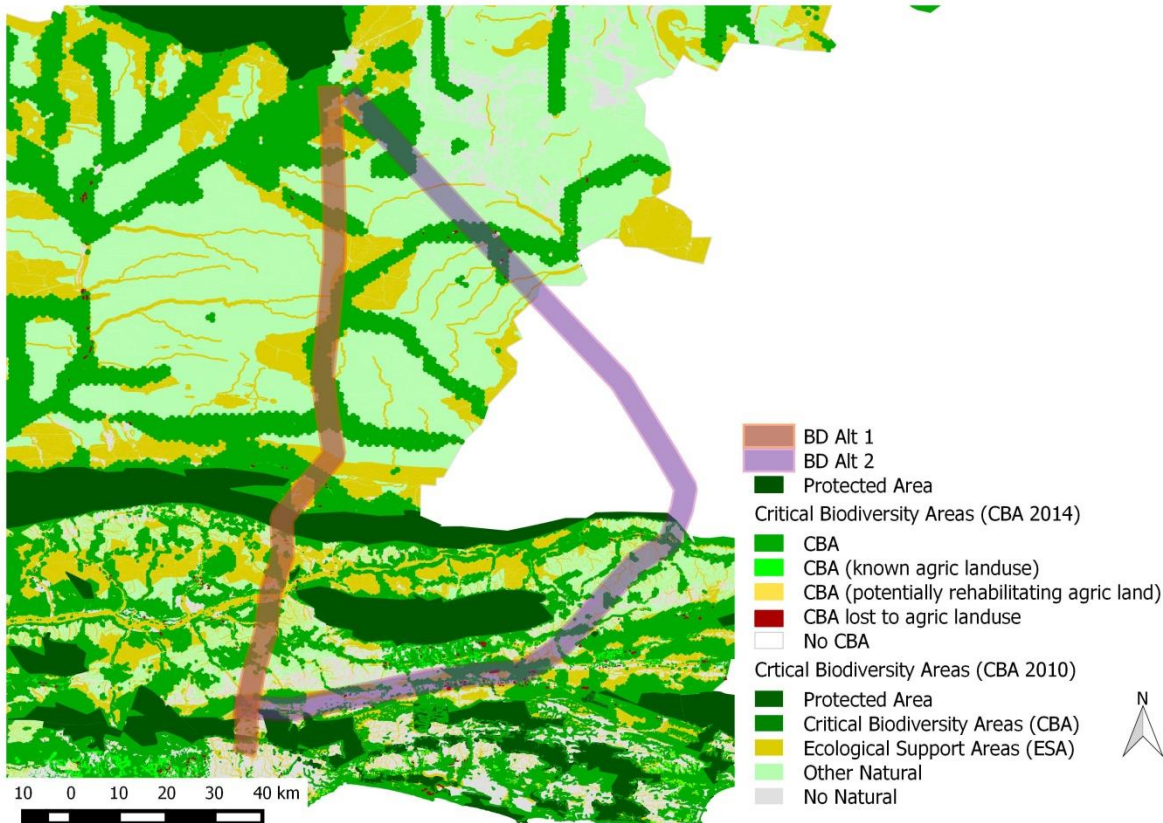 BD Alt 1
BD Alt 2
Protected Area
Critical Biodiversity Areas (CBA 2014)
CBA
CBA (known agric landuse)
CBA (potentially rehabilitating agric land)
CBA lost to agric landuse
No CBA
Crtical Biodiversity Areas (CBA 2010)
Protected Area
Critical Biodiversity Areas (CBA)
Ecological Support Areas (ESA)
Other Natural
No Natural
N
10 0 10 20 30 40 km